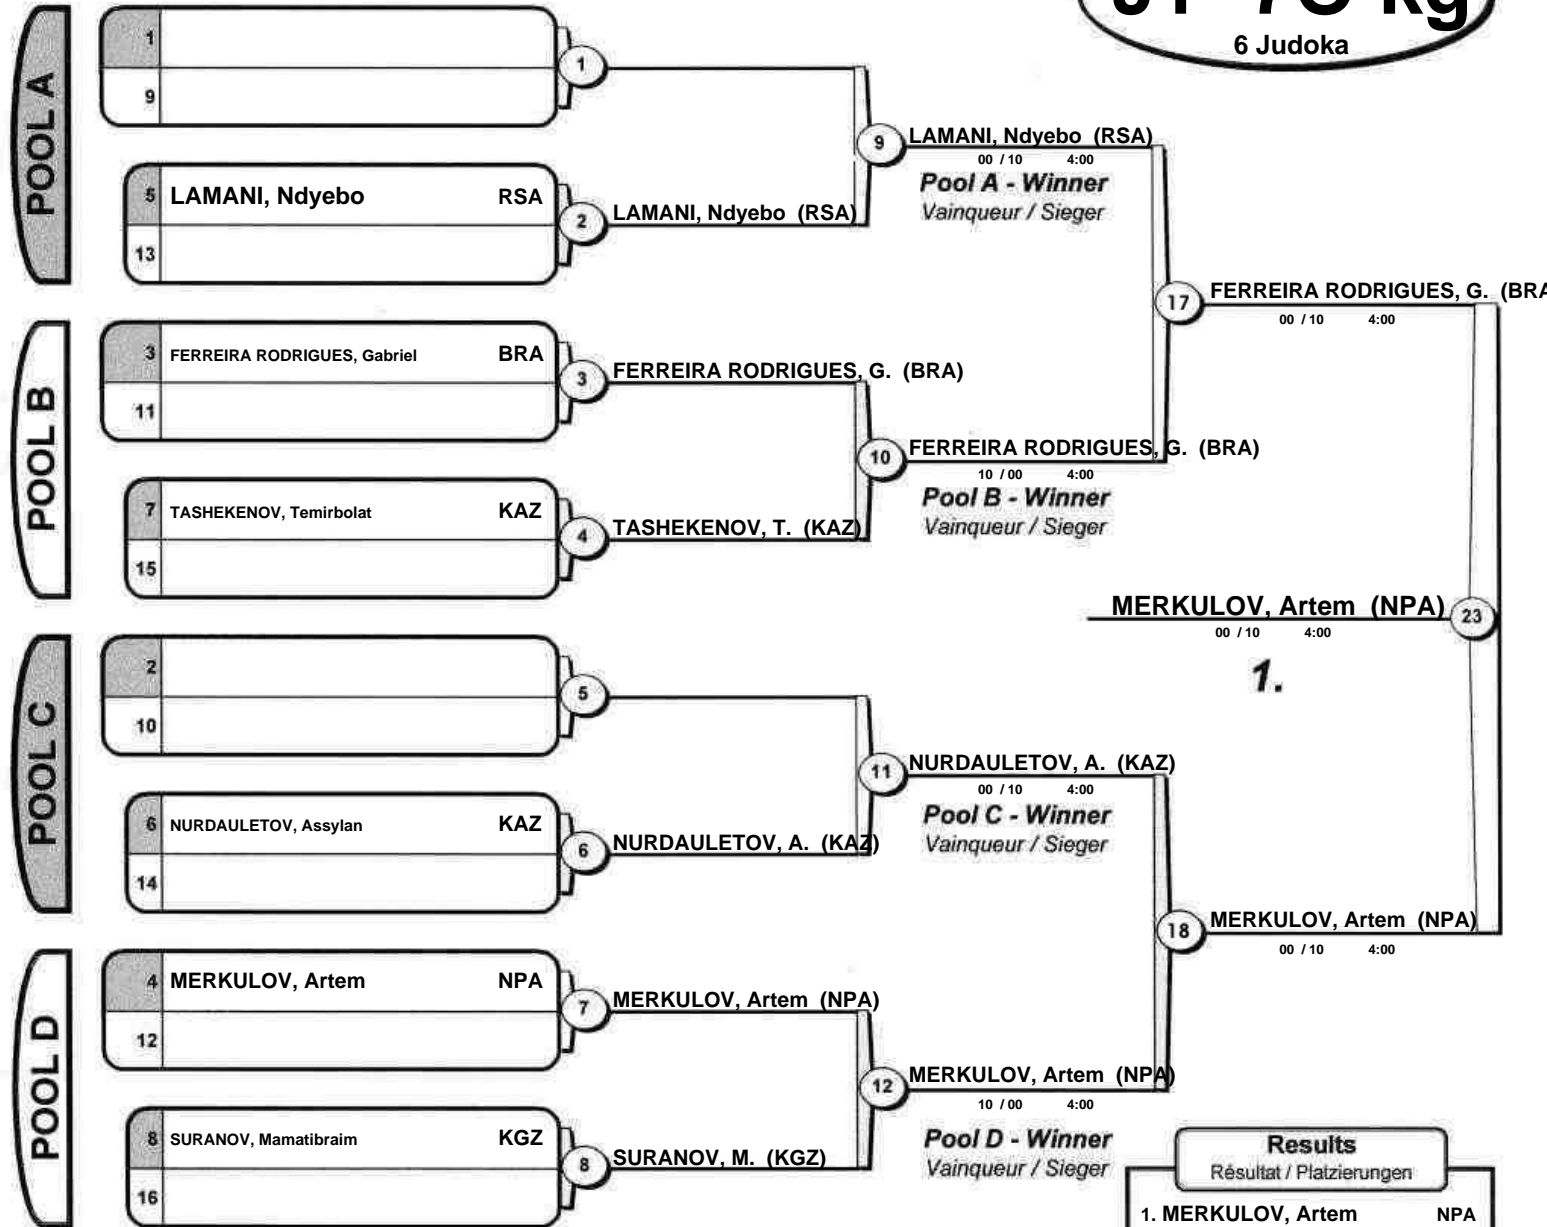 6 Judoka
POOL A
1
9
1
5 LAMANI, Ndyebo RSA
13
2 LAMANI, Ndyebo (RSA)
9 LAMANI, Ndyebo (RSA)
00 / 10 4:00
Pool A - Winner
Vainqueur / Sieger
17 FERREIRA RODRIGUES, G. (BRA
00 / 10 4:00
POOL B
3 FERREIRA RODRIGUES, Gabriel BRA
11
3 FERREIRA RODRIGUES, G. (BRA)
7 TASHEKENOV, Temirbolat KAZ
15
4 TASHEKENOV, T. (KAZ)
10 FERREIRA RODRIGUES, G. (BRA)
10 / 00 4:00
Pool B - Winner
Vainqueur / Sieger
MERKULOV, Artem (NPA) 23
00 / 10 4:00
1.
POOL C
2
10
5
6 NURDAULETOV, Assylan KAZ
14
6 NURDAULETOV, A. (KAZ)
11 NURDAULETOV, A. (KAZ)
00 / 10 4:00
Pool C - Winner
Vainqueur / Sieger
18 MERKULOV, Artem (NPA)
00 / 10 4:00
POOL D
4 MERKULOV, Artem NPA
12
7 MERKULOV, Artem (NPA)
8 SURANOV, Mamatibraim KGZ
16
8 SURANOV, M. (KGZ)
12 MERKULOV, Artem (NPA)
10 / 00 4:00
Pool D - Winner
Vainqueur / Sieger
Results
Résultat / Platzierungen
1. MERKULOV, Artem NPA